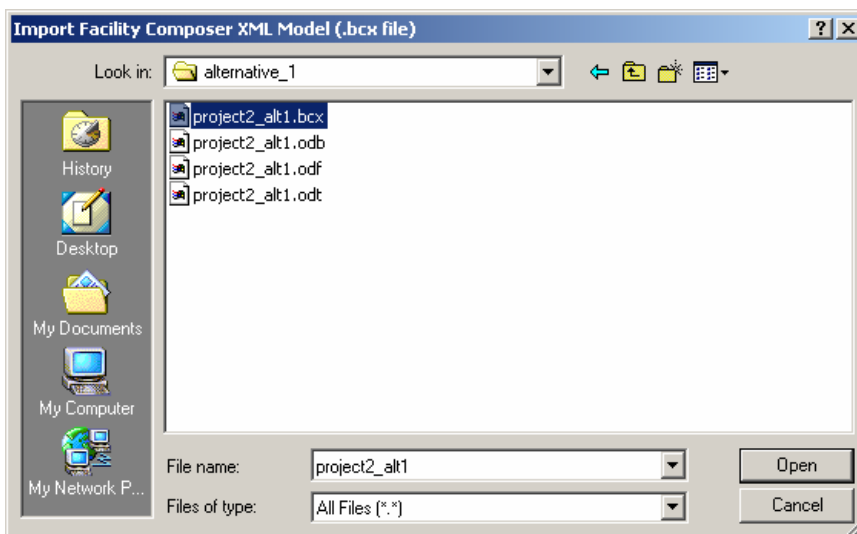 Import Facility Composer XML Model (.bcx file)
Look in: alternative_1
project2_alt1.bcx
project2_alt1.odb
project2_alt1.odf
project2_alt1.odt
History
Desktop
My Documents
My Computer
My Network P...
File name: project2_alt1 Open
Files of type: All Files (*.*) Cancel